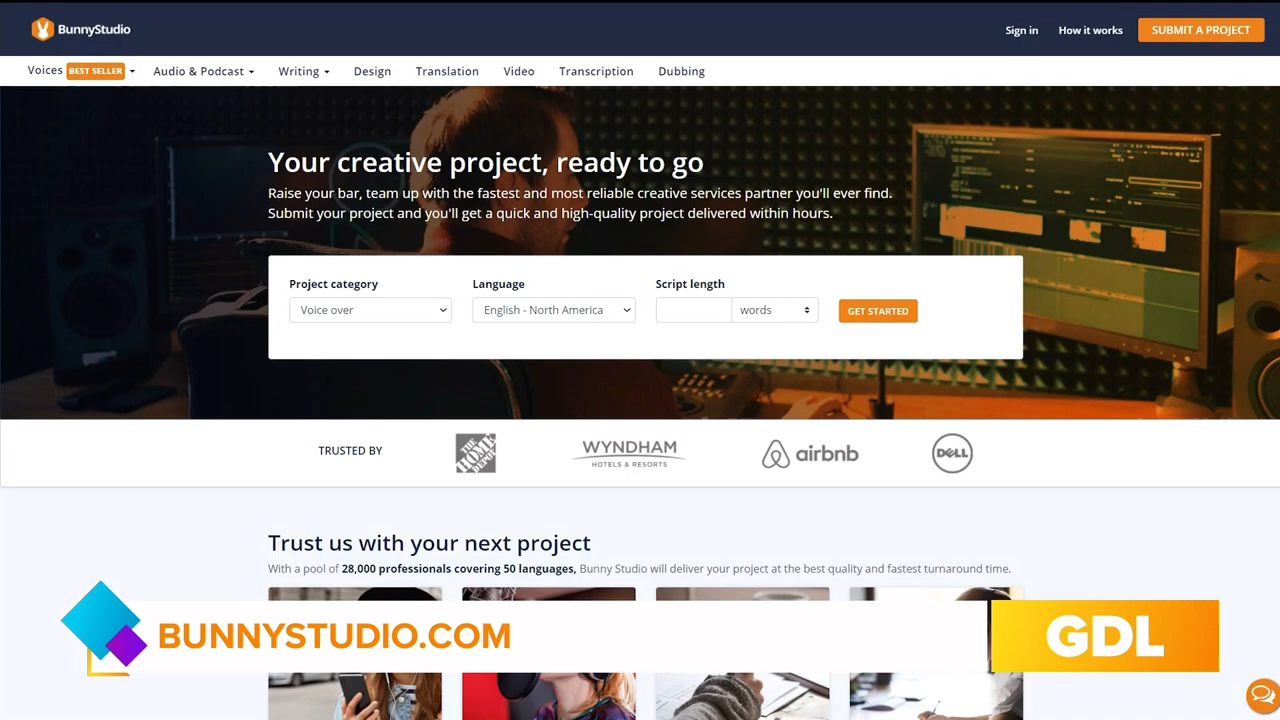 BunnyStudio
Sign in How it works SUBMIT A PROJECT
Voices BEST SELLER Audio & Podcast Writing Design Translation Video Transcription Dubbing
Your creative project, ready to go
Raise your bar, team up with the fastest and most reliable creative services partner you'll ever find.
Submit your project and you'll get a quick and high-quality project delivered within hours.
Project category Language Script length
Voice over English - North America words GET STARTED
TRUSTED BY THE HOME DEPOT WYNDHAM HOTELS & RESORTS airbnb DELL
Trust us with your next project
With a pool of 28,000 professionals covering 50 languages, Bunny Studio will deliver your project at the best quality and fastest turnaround time.
BUNNYSTUDIO.COM GDL